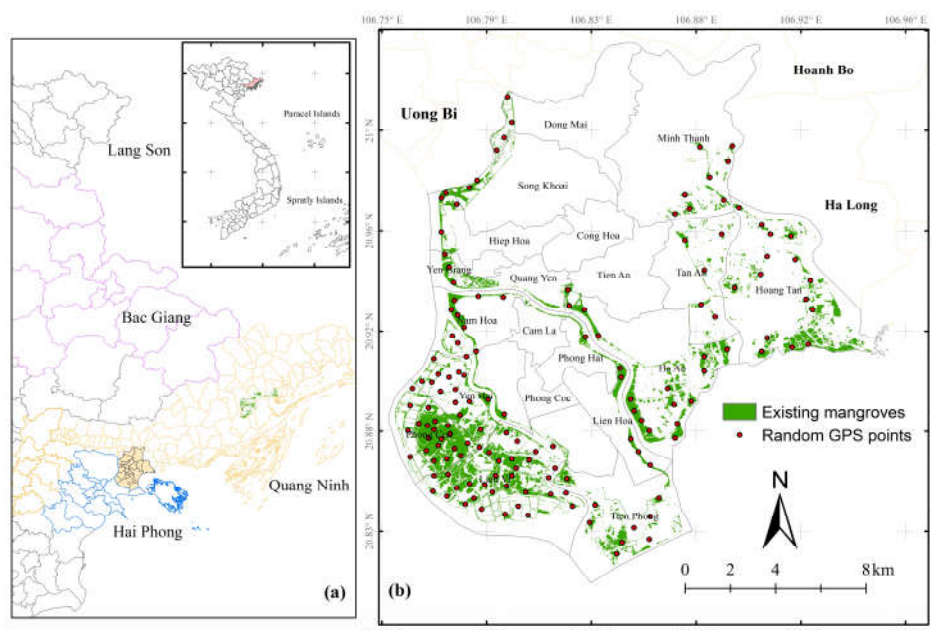 Lang Son
Bac Giang
Quang Ninh
Hai Phong
Paracel Islands
Spratly Islands
(a)
106.75° E
106.79° E
106.83° E
106.88° E
106.92° E
106.96° E
21° N
20.96° N
20.92° N
20.88° N
20.83° N
Hoanh Bo
Uong Bi
Dong Mai
Minh Thanh
Song Khoai
Ha Long
Hiep Hoa
Cong Hoa
Yen Giang
Quang Yen
Tien An
Tan An
Hoang Tan
Nam Hoa
Cam La
Phong Hai
Ha An
Yen Hai
Phong Coc
Lien Hoa
Tien Phong
Existing mangroves
Random GPS points
N
0 2 4 8 km
(b)